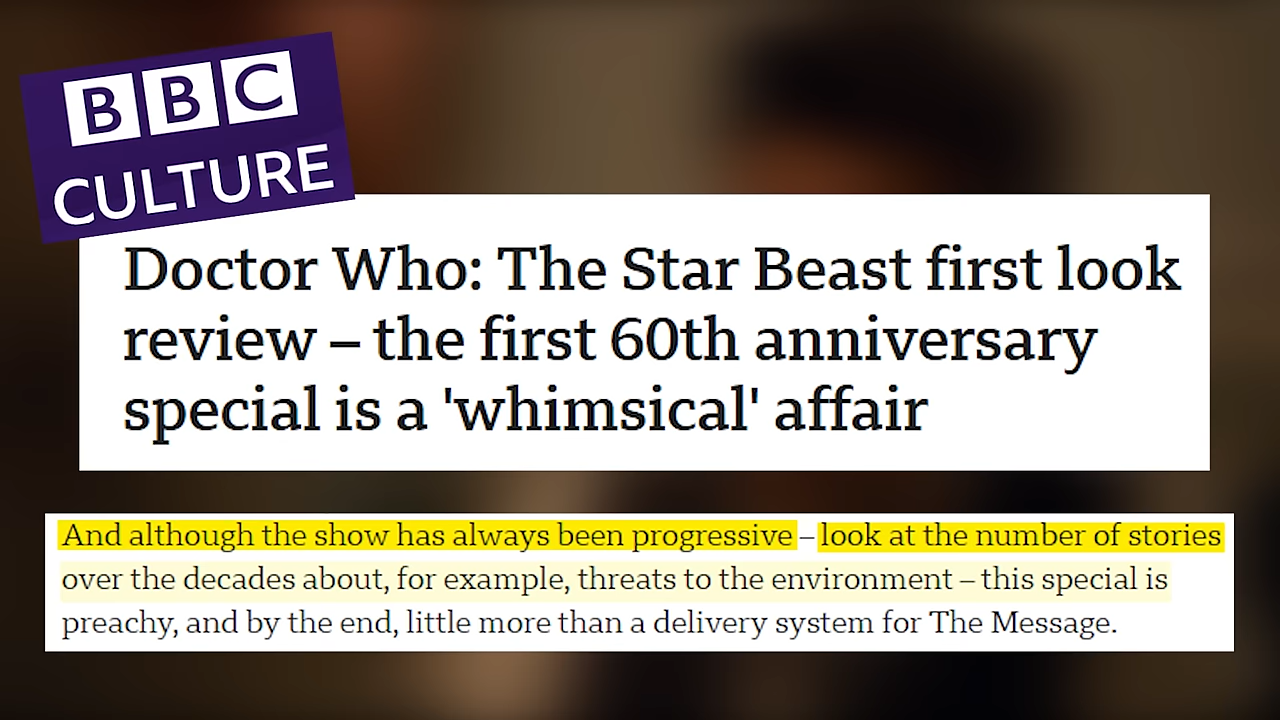 BBC
CULTURE
Doctor Who: The Star Beast first look
review – the first 60th anniversary
special is a 'whimsical' affair
And although the show has always been progressive – look at the number of stories
over the decades about, for example, threats to the environment – this special is
preachy, and by the end, little more than a delivery system for The Message.